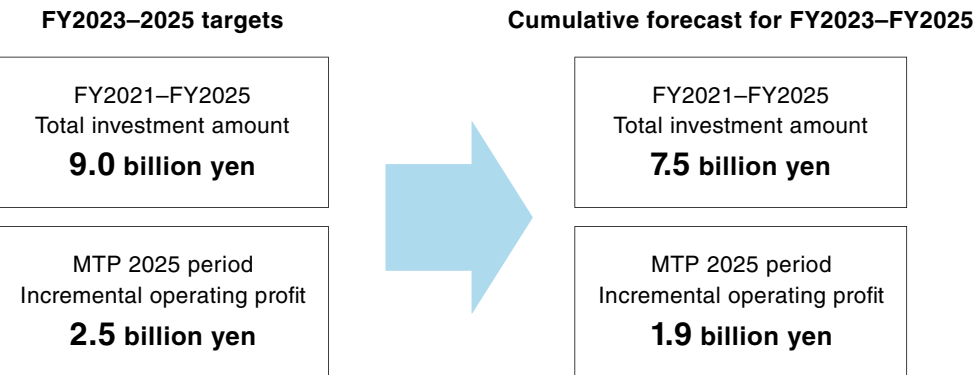 FY2023–2025 targets
FY2021–FY2025
Total investment amount
9.0 billion yen
MTP 2025 period
Incremental operating profit
2.5 billion yen
Cumulative forecast for FY2023–FY2025
FY2021–FY2025
Total investment amount
7.5 billion yen
MTP 2025 period
Incremental operating profit
1.9 billion yen